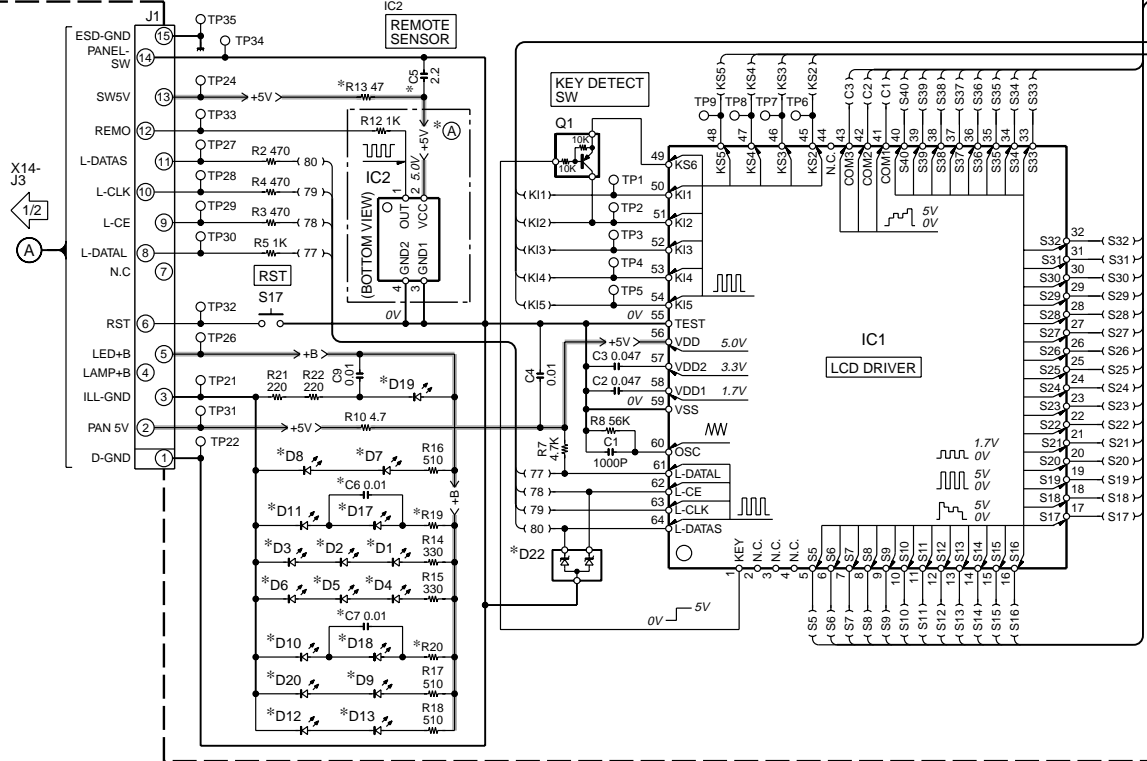 IC2
REMOTE
SENSOR
J1
ESD-GND 15 TP35
PANEL-
SW 14 TP34
SW5V 13 TP24 +5V *R13 47 *C5 2.2
REMO 12 TP33 R12 1K +5V *A
L-DATAS 11 TP27 R2 470 80
L-CLK 10 TP28 R4 470 79
L-CE 9 TP29 R3 470 78
L-DATAL 8 TP30 R5 1K 77
N.C 7
RST 6 TP32
LED+B 5 TP26 +B
LAMP+B 4
ILL-GND 3 TP21
PAN 5V 2 TP31 +5V R10 4.7
D-GND 1 TP22
X14-
J3
1/2
A
RST
S17
IC2
5.0V
1 2
OUT VCC
GND2 GND1
4 3
(BOTTOM VIEW)
0V
R21
220
R22
220
C9
0.01
*D19
C4
0.01
*D8 *D7 R16
510
*C6 0.01
+B
*D11 *D17 *R19
*D3 *D2 *D1 R14
330
*D6 *D5 *D4 R15
330
*C7 0.01
*D10 *D18 *R20
*D20 *D9 R17
510
*D12 *D13 R18
510
KEY DETECT
SW
Q1
10K
10K
KI1 TP1
KI2 TP2
KI3 TP3
KI4 TP4
KI5 TP5
0V
+5V
C3 0.047
C2 0.047
R8 56K
C1
1000P
R7
4.7K
77
78
79
80
*D22
KS5 KS4 KS3 KS2 C3 C2 C1 S40 S39 S38 S37 S36 S35 S34 S33
TP9 TP8 TP7 TP6
48 47 46 45 44 43 42 41 40 39 38 37 36 35 34 33
KS5 KS4 KS3 KS2 N.C. COM3 COM2 COM1 S40 S39 S38 S37 S36 S35 S34 S33
49 KS6
50 KI1
51 KI2
52 KI3
53 KI4
54 KI5
55 TEST
56 VDD 5.0V
57 VDD2 3.3V
58 VDD1 1.7V
59 VSS
60 OSC
61 L-DATAL
62 L-CE
63 L-CLK
64 L-DATAS
5V
0V
IC1
LCD DRIVER
S32 32 S32
S31 31 S31
S30 30 S30
S29 29 S29
S28 28 S28
S27 27 S27
S26 26 S26
S25 25 S25
S24 24 S24
S23 23 S23
S22 22 S22
S21 21 S21
S20 20 S20
S19 19 S19
S18 18 S18
S17 17 S17
1.7V
0V
5V
0V
5V
0V
KEY N.C. N.C. N.C. S5 S6 S7 S8 S9 S10 S11 S12 S13 S14 S15 S16
1 2 3 4 5 6 7 8 9 10 11 12 13 14 15 16
S5 S6 S7 S8 S9 S10 S11 S12 S13 S14 S15 S16
0V 5V